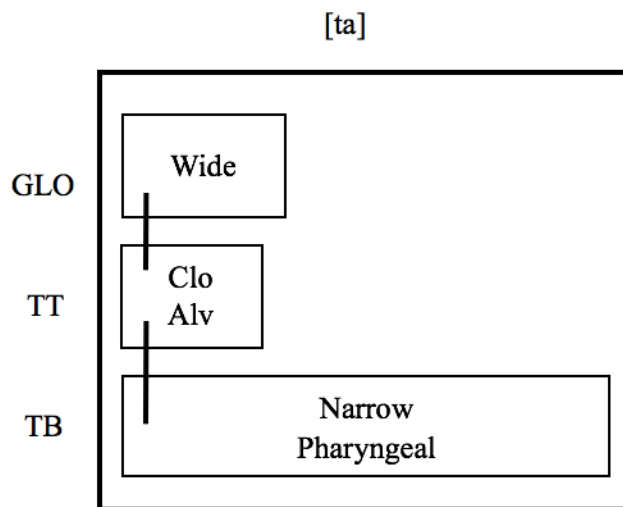 [ta]
GLO
Wide
TT
Clo
Alv
TB
Narrow
Pharyngeal